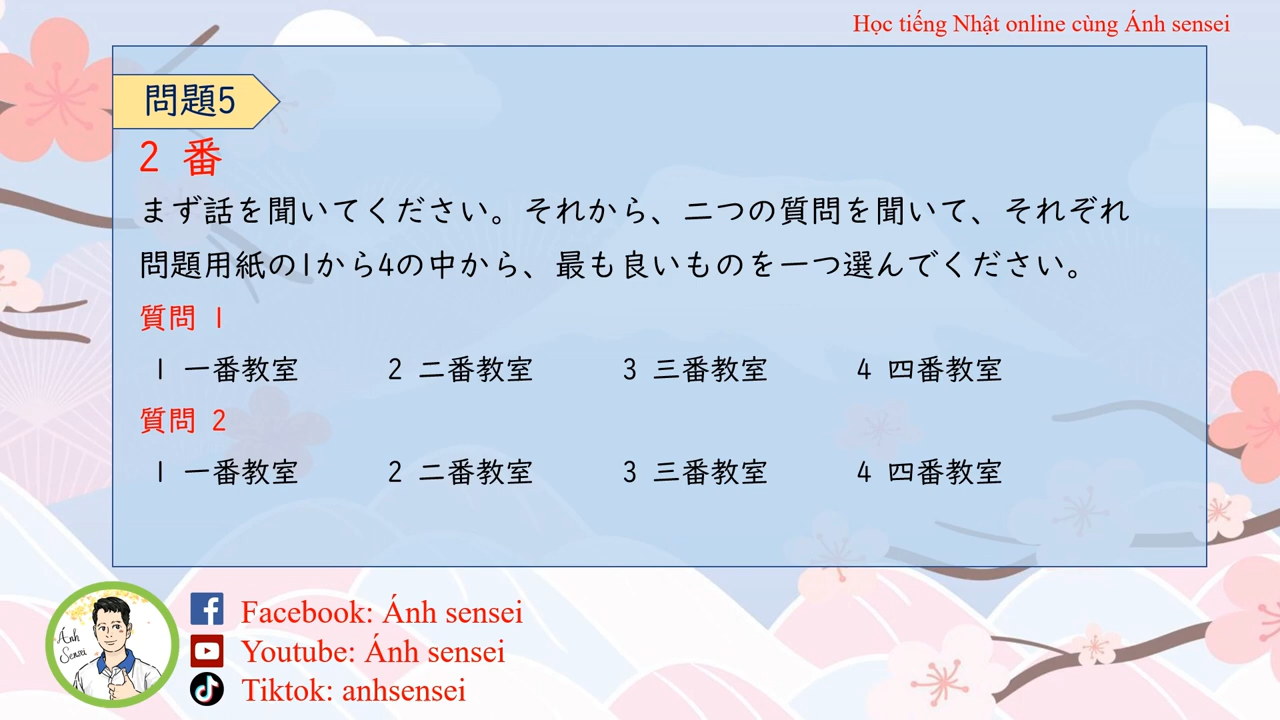 Học tiếng Nhật online cùng Ánh sensei
問題5
2 番
まず話を聞いてください。それから、二つの質問を聞いて、それぞれ
問題用紙の1から4の中から、最も良いものを一つ選んでください。
質問 1
1 一番教室 2 二番教室 3 三番教室 4 四番教室
質問 2
1 一番教室 2 二番教室 3 三番教室 4 四番教室
Ánh
Sensei
Facebook: Ánh sensei
Youtube: Ánh sensei
Tiktok: anhsensei